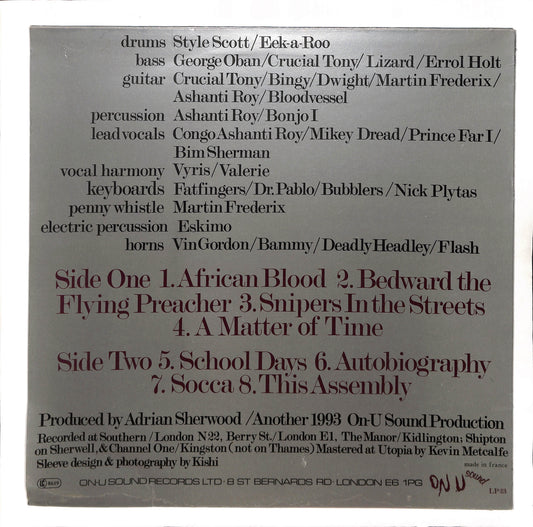 drums Style Scott/Eek-a-Roo
bass George Oban/Crucial Tony/Lizard/Errol Holt
guitar Crucial Tony/Bingy/Dwight/Martin Frederix/
Ashanti Roy/Bloodvessel
percussion Ashanti Roy/Bonjo I
lead vocals Congo Ashanti Roy/Mikey Dread/Prince Far I/
Bim Sherman
vocal harmony Vyris/Valerie
keyboards Fatfingers/Dr. Pablo/Bubblers/Nick Plytas
penny whistle Martin Frederix
electric percussion Eskimo
horns Vin Gordon/Bammy/Deadly Headley/Flash
Side One 1. African Blood 2. Bedward the
Flying Preacher 3. Snipers In the Streets
4. A Matter of Time
Side Two 5. School Days 6. Autobiography
7. Socca 8. This Assembly
Produced by Adrian Sherwood /Another 1993 On-U Sound Production
Recorded at Southern/London N22, Berry St./London E1, The Manor/Kidlington; Shipton
on Sherwell, & Channel One/Kingston (not on Thames) Mastered at Utopia by Kevin Metcalfe
Sleeve design & photography by Kishi
made in france
ON-U SOUND RECORDS LTD· 8 ST BERNARDS RD· LONDON E6 1PG
ON U sound
LP 23